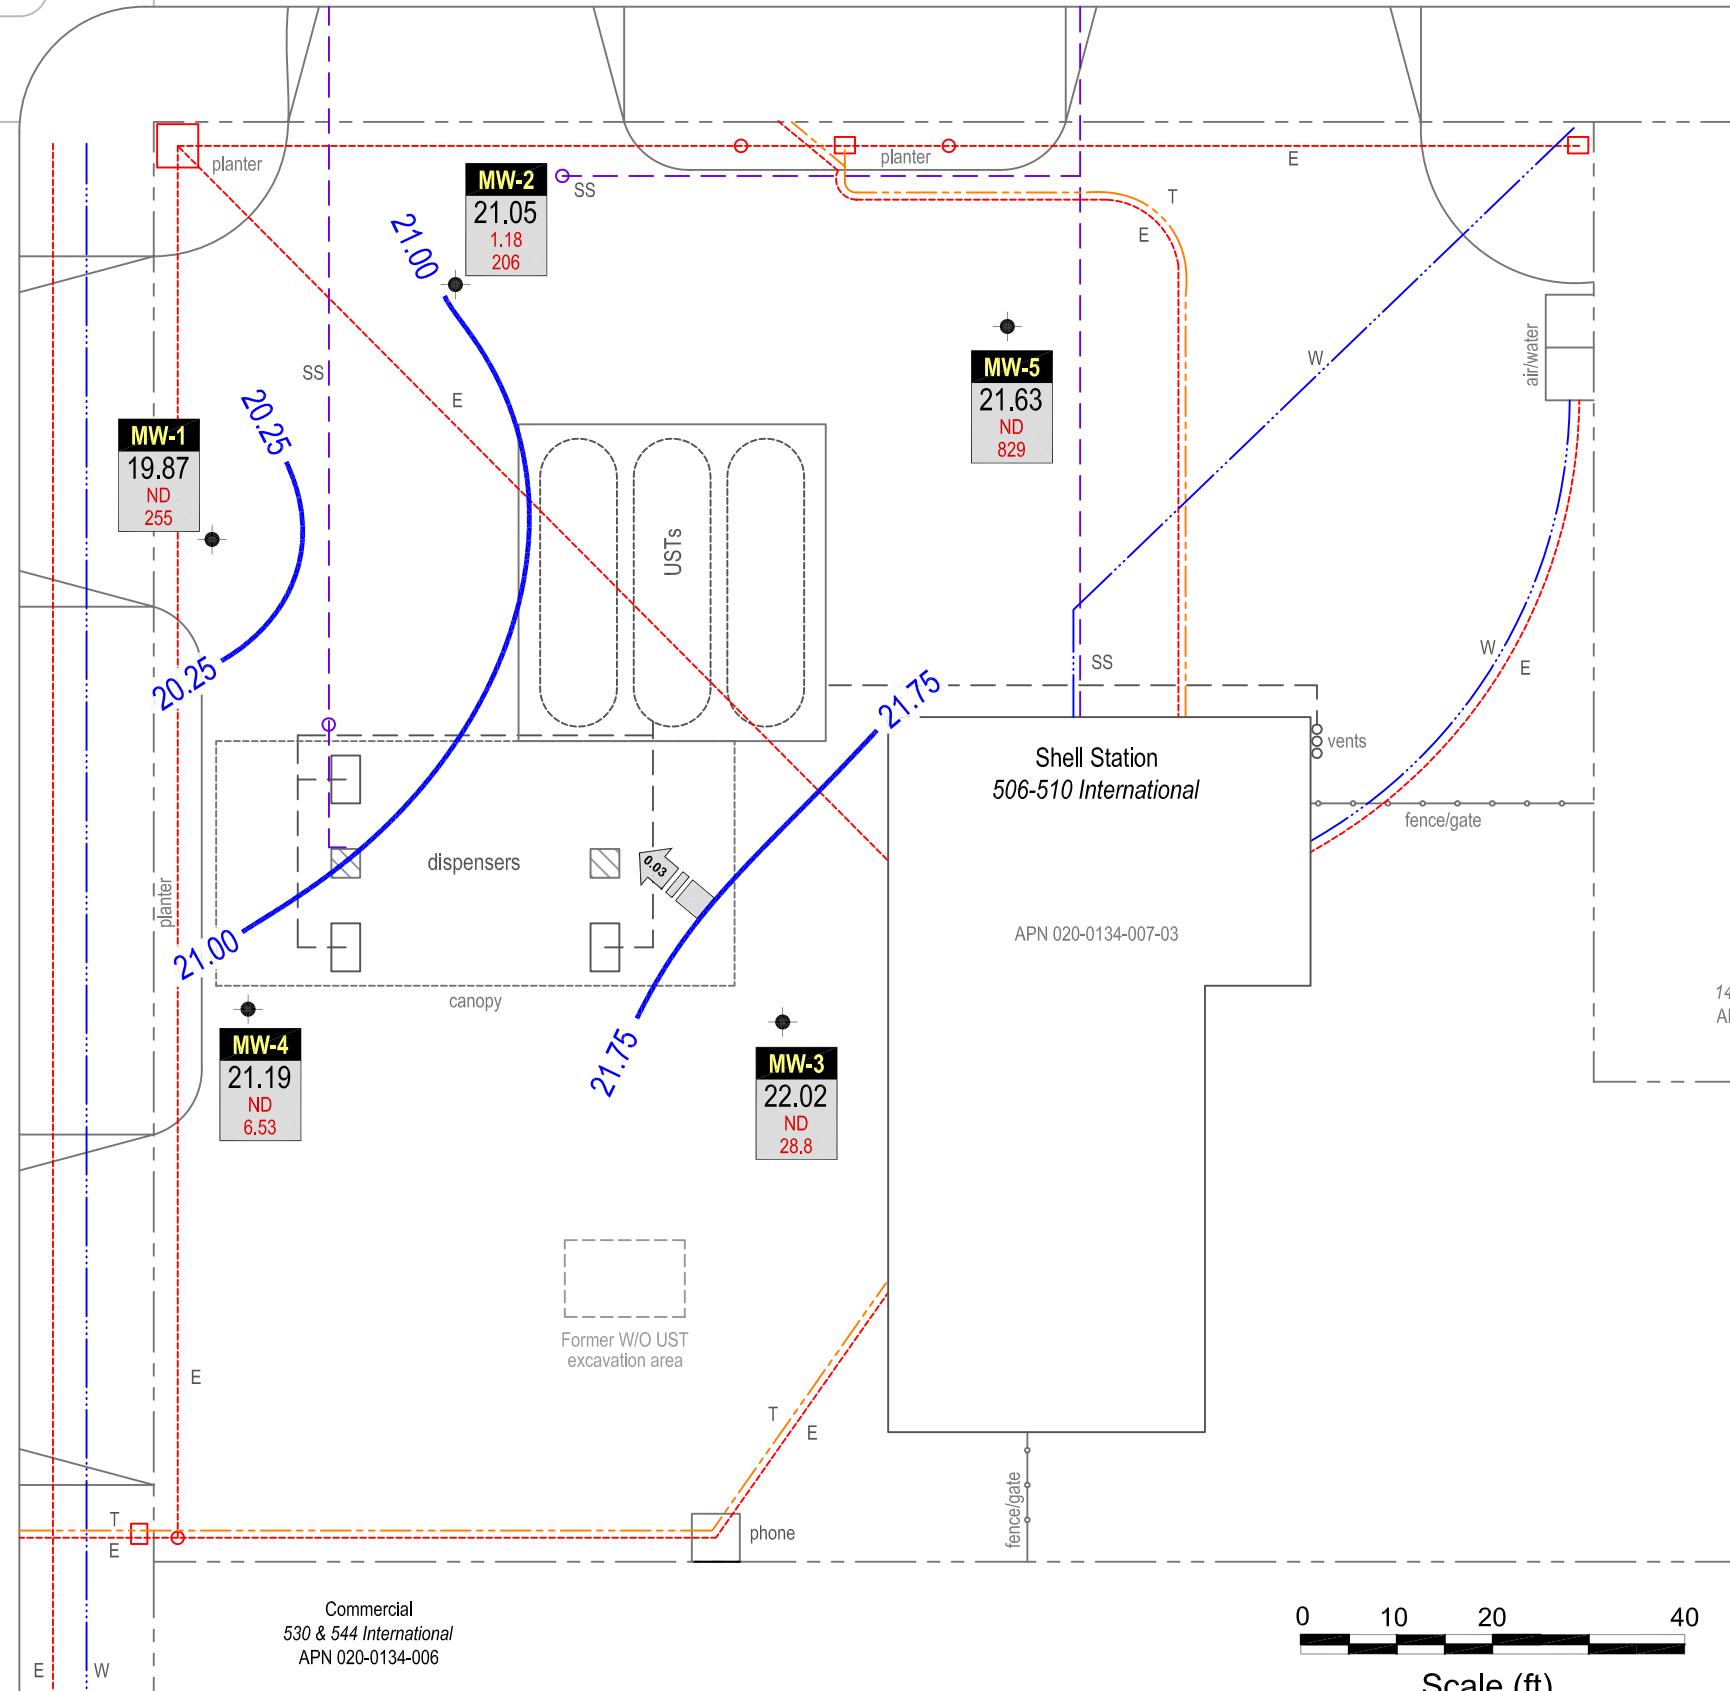 planter
MW-2
21.05
1.18
206
SS
planter
E
T
E
21.00
MW-5
21.63
ND
829
W
air/water
SS
E
20.25
MW-1
19.87
ND
255
USTs
20.25
SS
W
E
21.75
Shell Station
506-510 International
vents
fence/gate
dispensers
0.03
planter
21.00
APN 020-0134-007-03
canopy
14
MW-4
21.19
ND
6.53
21.75
MW-3
22.02
ND
28.8
Former W/O UST
excavation area
E
T
E
fence/gate
T
E
phone
Commercial
530 & 544 International
APN 020-0134-006
E
W
0 10 20 40
Scale (ft)